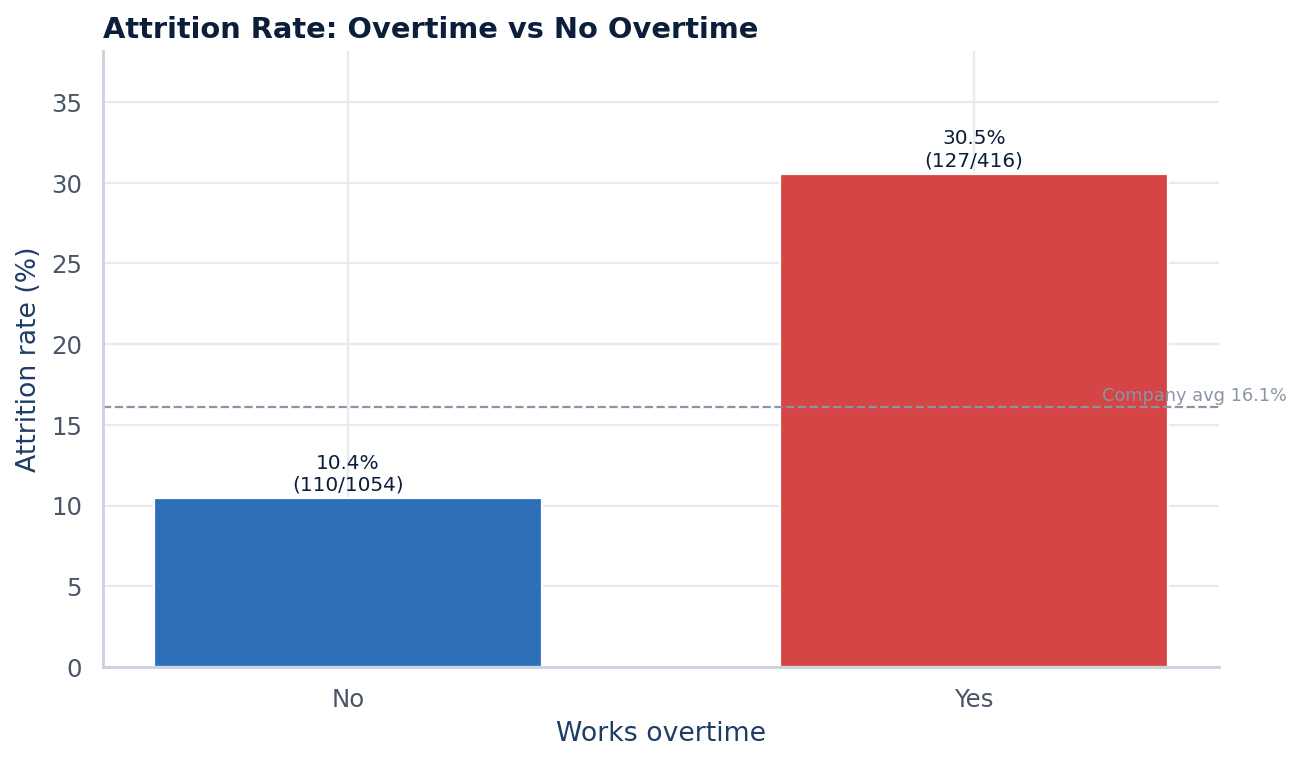 Attrition Rate: Overtime vs No Overtime
Attrition rate (%)
35
30
25
20
15
10
5
0
30.5%
(127/416)
Company avg 16.1%
10.4%
(110/1054)
No
Yes
Works overtime